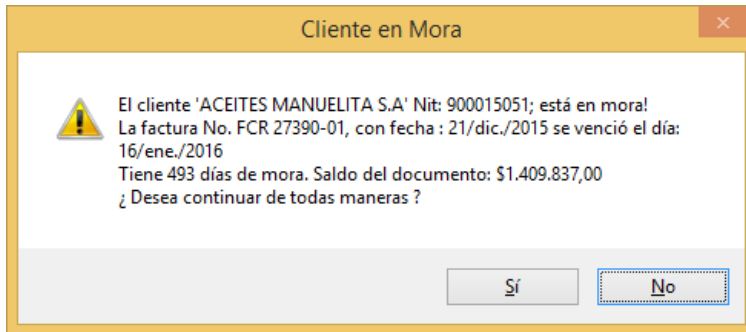 Cliente en Mora
El cliente 'ACEITES MANUELITA S.A' Nit: 900015051; está en mora!
La factura No. FCR 27390-01, con fecha : 21/dic./2015 se venció el día:
16/ene./2016
Tiene 493 días de mora. Saldo del documento: $1.409.837,00
¿ Desea continuar de todas maneras ?
Sí
No